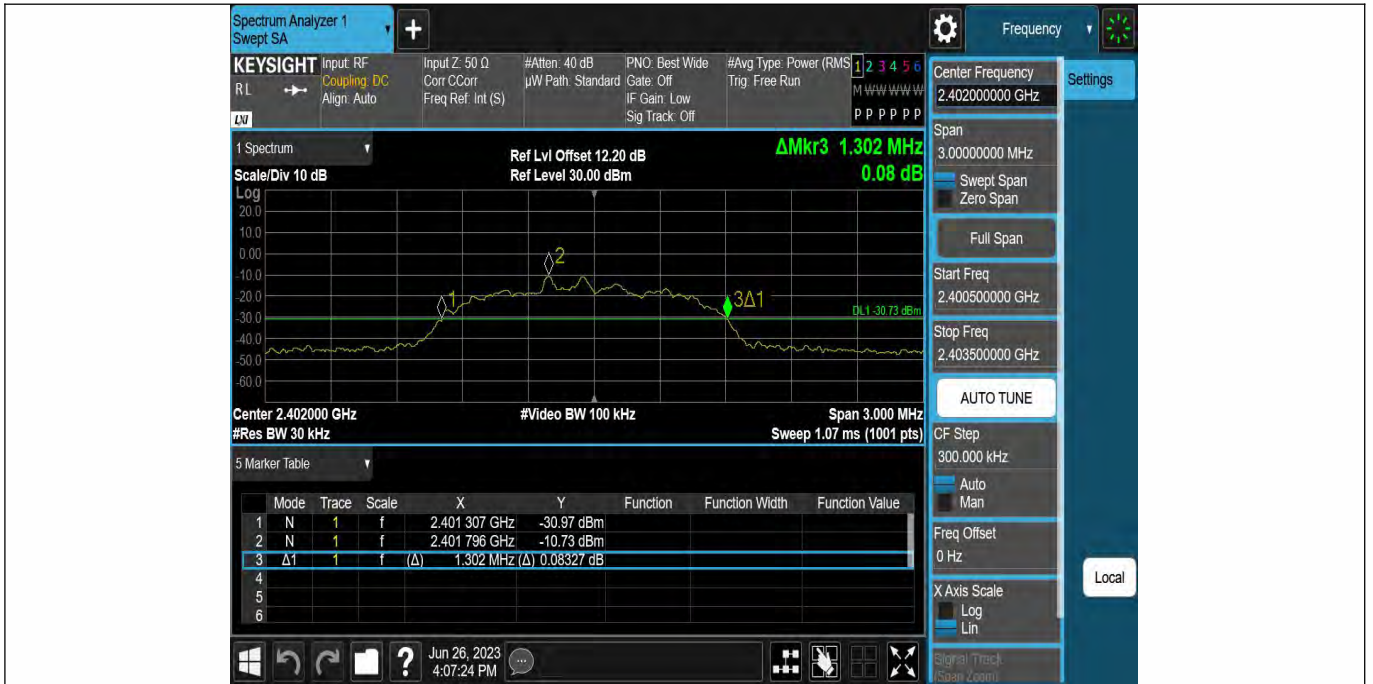 Spectrum Analyzer 1
Swept SA
Frequency
KEYSIGHT
RL
LXI
Input: RF
Coupling: DC
Align: Auto
Input Z: 50 Ω
Corr CCorr
Freq Ref: Int (S)
#Atten: 40 dB
µW Path: Standard
PNO: Best Wide
Gate: Off
IF Gain: Low
Sig Track: Off
#Avg Type: Power (RMS
Trig: Free Run
1 2 3 4 5 6
M W W W W W
P P P P P P
1 Spectrum
Scale/Div 10 dB
Ref Lvl Offset 12.20 dB
Ref Level 30.00 dBm
ΔMkr3 1.302 MHz
0.08 dB
Log
20.0
10.0
0.00
-10.0
-20.0
-30.0
-40.0
-50.0
-60.0
1
2
3Δ1
DL1 -30.73 dBm
Center 2.402000 GHz
#Video BW 100 kHz
Span 3.000 MHz
#Res BW 30 kHz
Sweep 1.07 ms (1001 pts)
5 Marker Table
Mode Trace Scale X Y Function Function Width Function Value
1 N 1 f 2.401 307 GHz -30.97 dBm
2 N 1 f 2.401 796 GHz -10.73 dBm
3 Δ1 1 f (Δ) 1.302 MHz (Δ) 0.08327 dB
4
5
6
?
Jun 26, 2023
4:07:24 PM
Center Frequency
2.402000000 GHz
Settings
Span
3.00000000 MHz
Swept Span
Zero Span
Full Span
Start Freq
2.400500000 GHz
Stop Freq
2.403500000 GHz
AUTO TUNE
CF Step
300.000 kHz
Auto
Man
Freq Offset
0 Hz
X Axis Scale
Log
Lin
Signal Track
(Span Zoom)
Local